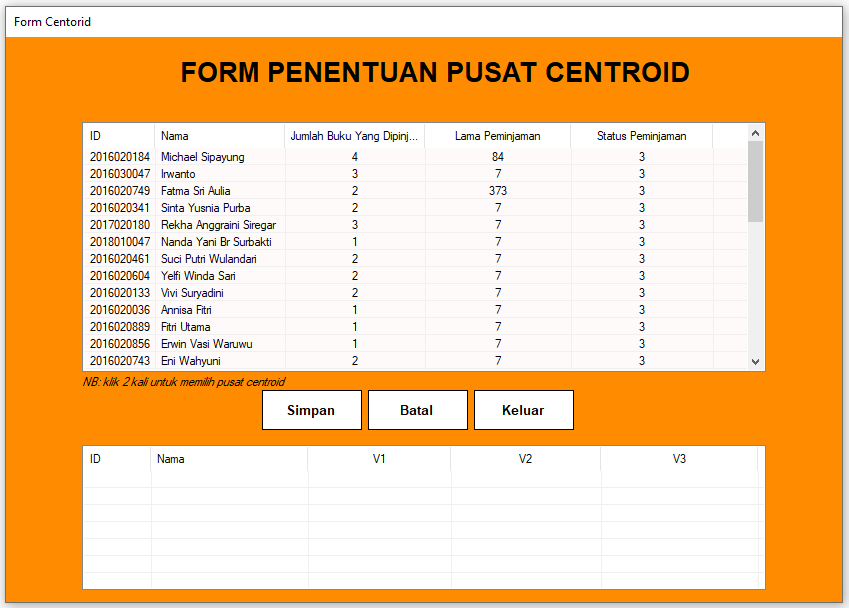 Form Centorid
FORM PENENTUAN PUSAT CENTROID
ID Nama Jumlah Buku Yang Dipinj... Lama Peminjaman Status Peminjaman
2016020184 Michael Sipayung 4 84 3
2016030047 Irwanto 3 7 3
2016020749 Fatma Sri Aulia 2 373 3
2016020341 Sinta Yusnia Purba 2 7 3
2017020180 Rekha Anggraini Siregar 3 7 3
2018010047 Nanda Yani Br Surbakti 1 7 3
2016020461 Suci Putri Wulandari 2 7 3
2016020604 Yelfi Winda Sari 2 7 3
2016020133 Vivi Suryadini 2 7 3
2016020036 Annisa Fitri 1 7 3
2016020889 Fitri Utama 1 7 3
2016020856 Erwin Vasi Waruwu 1 7 3
2016020743 Eni Wahyuni 2 7 3
NB: klik 2 kali untuk memilih pusat centroid
Simpan Batal Keluar
ID Nama V1 V2 V3